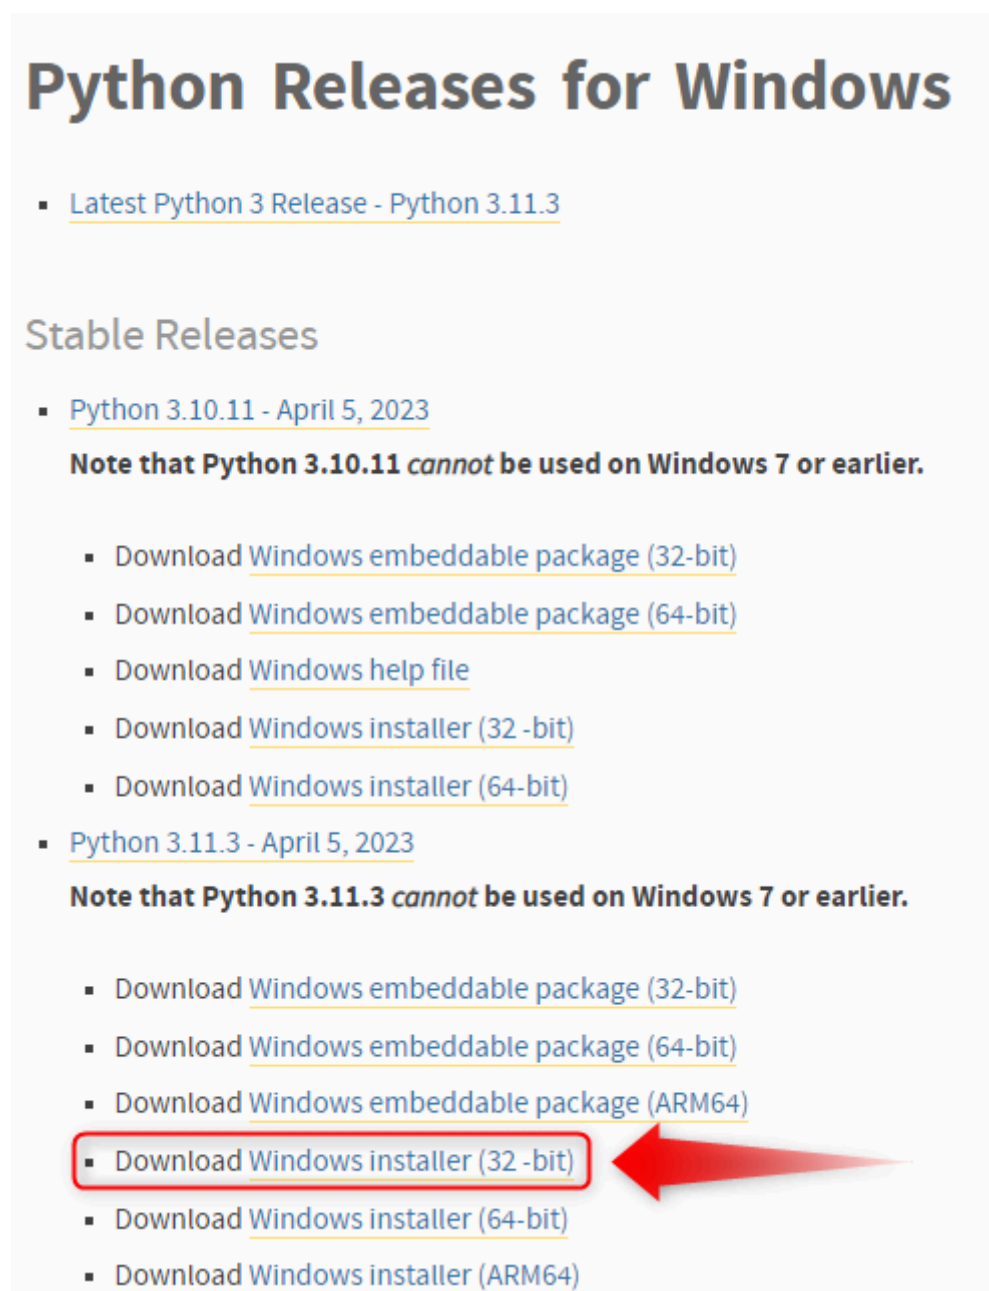 Python Releases for Windows
Latest Python 3 Release - Python 3.11.3
Stable Releases
Python 3.10.11 - April 5, 2023
Note that Python 3.10.11 cannot be used on Windows 7 or earlier.
Download Windows embeddable package (32-bit)
Download Windows embeddable package (64-bit)
Download Windows help file
Download Windows installer (32 -bit)
Download Windows installer (64-bit)
Python 3.11.3 - April 5, 2023
Note that Python 3.11.3 cannot be used on Windows 7 or earlier.
Download Windows embeddable package (32-bit)
Download Windows embeddable package (64-bit)
Download Windows embeddable package (ARM64)
Download Windows installer (32 -bit)
Download Windows installer (64-bit)
Download Windows installer (ARM64)